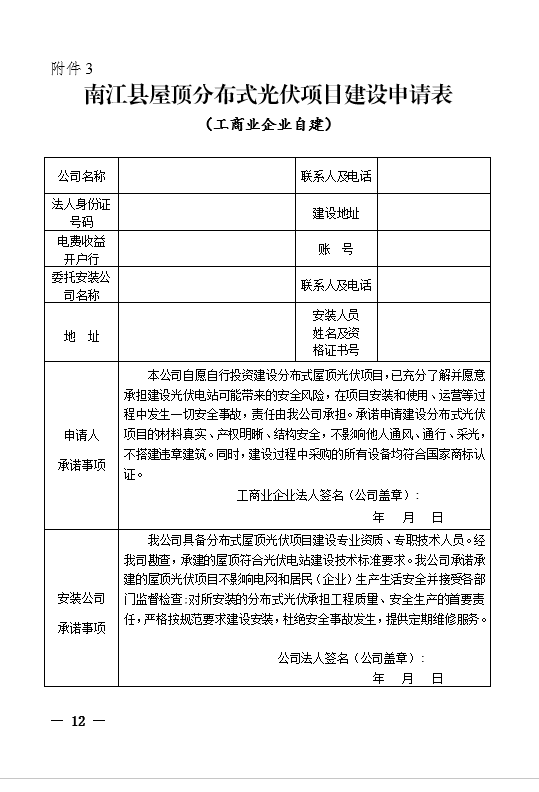 附件 3
南江县屋顶分布式光伏项目建设申请表
（工商业企业自建）
公司名称
联系人及电话
法人身份证
号码
建设地址
电费收益
开户行
账 号
委托安装公
司名称
联系人及电话
地 址
安装人员
姓名及资
格证书号
申请人
承诺事项
本公司自愿自行投资建设分布式屋顶光伏项目,已充分了解并愿意
承担建设光伏电站可能带来的安全风险，在项目安装和使用、运营等过
程中发生一切安全事故，责任由我公司承担。承诺申请建设分布式光伏
项目的材料真实、产权明晰、结构安全，不影响他人通风、通行、采光，
不搭建违章建筑。同时，建设过程中采购的所有设备均符合国家商标认
证。
工商业企业法人签名（公司盖章）：
年 月 日
安装公司
承诺事项
我公司具备分布式屋顶光伏项目建设专业资质、专职技术人员。经
我司勘查，承建的屋顶符合光伏电站建设技术标准要求。我公司承诺承
建的屋顶光伏项目不影响电网和居民（企业）生产生活安全并接受各部
门监督检查;对所安装的分布式光伏承担工程质量、安全生产的首要责
任，严格按规范要求建设安装，杜绝安全事故发生，提供定期维修服务。
公司法人签名（公司盖章）：
年 月 日
— 12 —